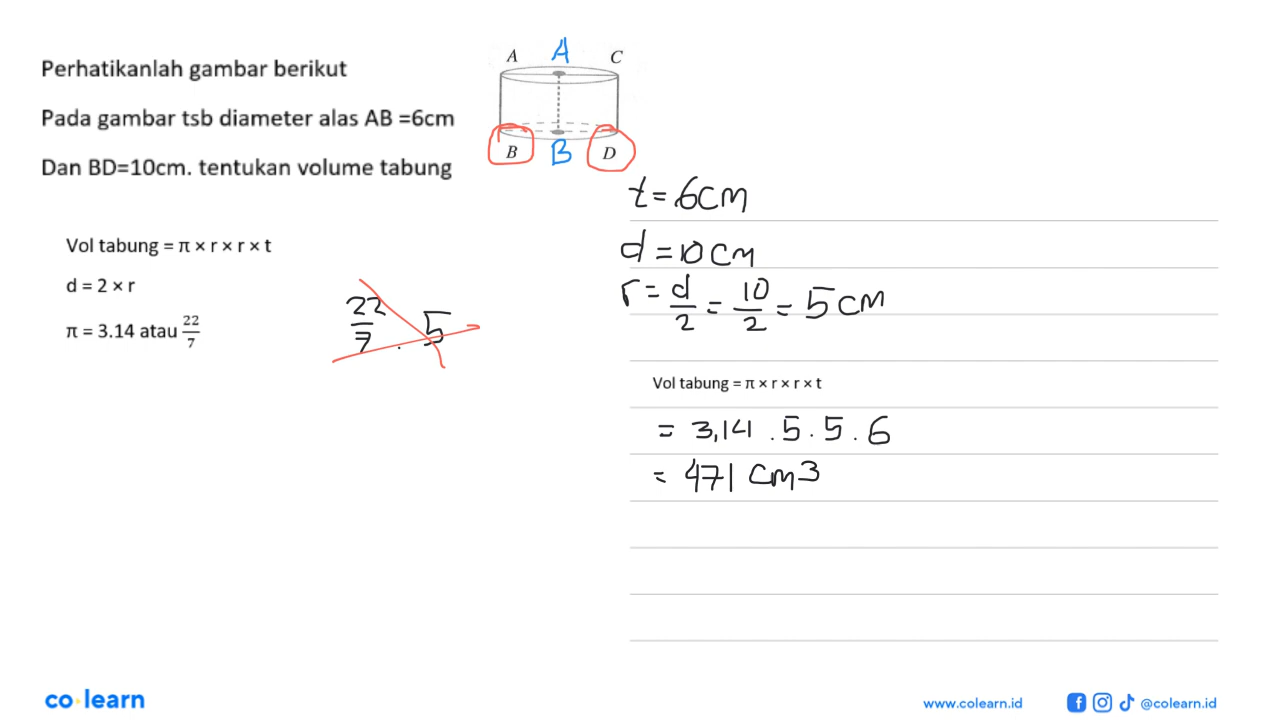 Perhatikanlah gambar berikut
Pada gambar tsb diameter alas AB =6cm
Dan BD=10cm. tentukan volume tabung
A A C
B B D
Vol tabung = π × r × r × t
d = 2 × r
π = 3.14 atau 22/7
22/7 . 5
t = 6cm
d = 10 cm
r = d/2 = 10/2 = 5 cm
Vol tabung = π × r × r × t
= 3,14 . 5 . 5 . 6
= 471 cm3
co learn
www.colearn.id
@colearn.id